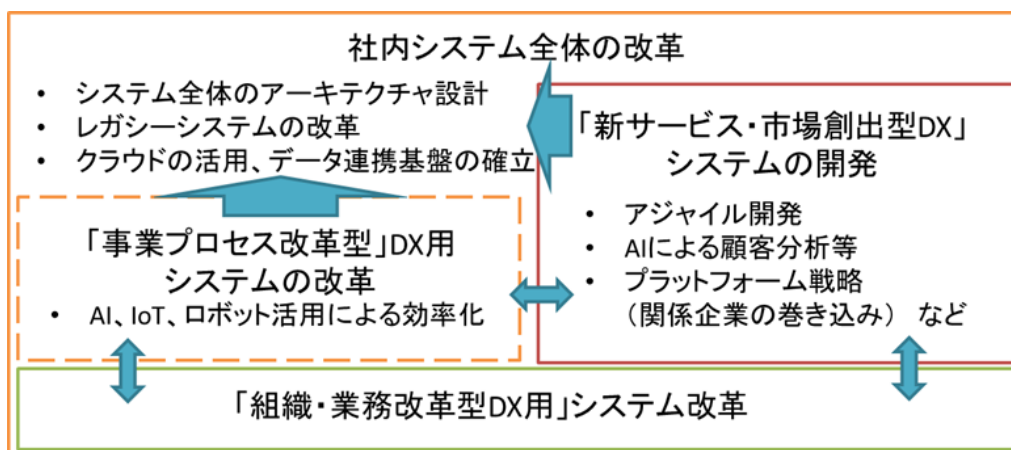 社内システム全体の改革
• システム全体のアーキテクチャ設計
• レガシーシステムの改革
• クラウドの活用、データ連携基盤の確立
「新サービス・市場創出型DX」
システムの開発
• アジャイル開発
• AIによる顧客分析等
• プラットフォーム戦略
（関係企業の巻き込み） など
「事業プロセス改革型」DX用
システムの改革
• AI、IoT、ロボット活用による効率化
「組織・業務改革型DX用」システム改革